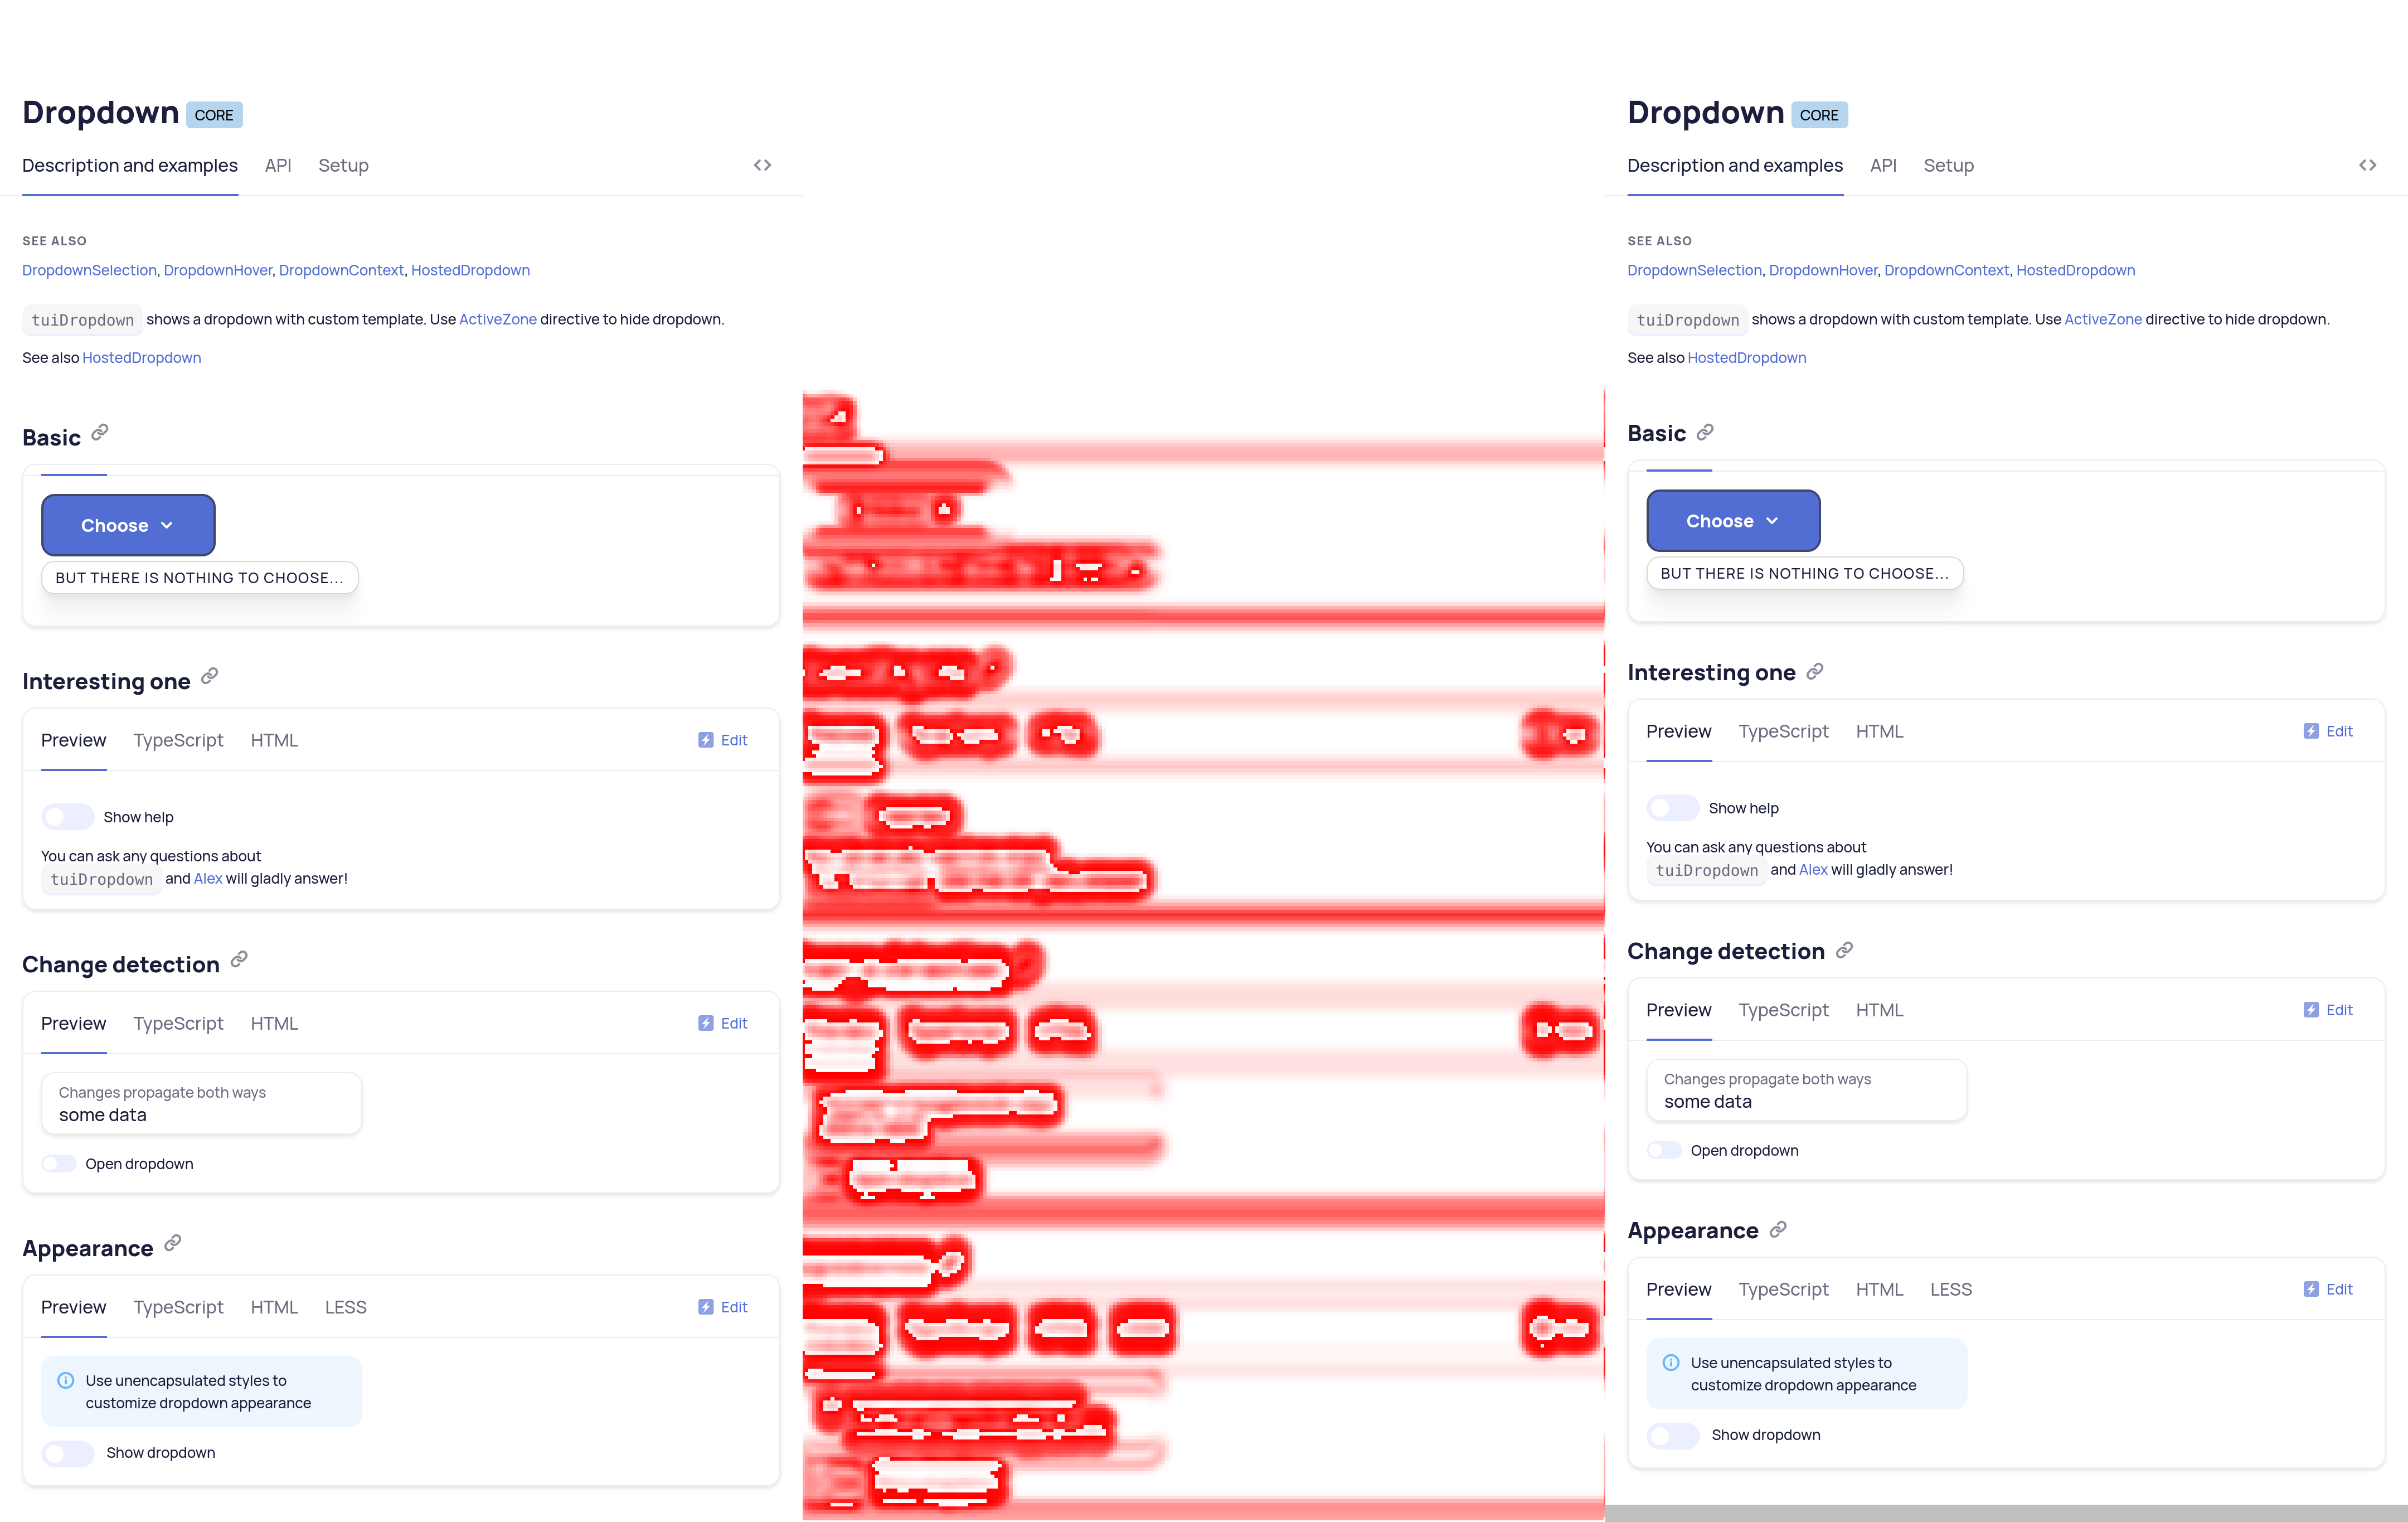 Dropdown CORE
Description and examples API Setup
SEE ALSO
DropdownSelection, DropdownHover, DropdownContext, HostedDropdown
tuiDropdown shows a dropdown with custom template. Use ActiveZone directive to hide dropdown.
See also HostedDropdown
Basic
Choose
BUT THERE IS NOTHING TO CHOOSE...
Interesting one
Preview TypeScript HTML Edit
Show help
You can ask any questions about
tuiDropdown and Alex will gladly answer!
Change detection
Preview TypeScript HTML Edit
Changes propagate both ways
some data
Open dropdown
Appearance
Preview TypeScript HTML LESS Edit
Use unencapsulated styles to
customize dropdown appearance
Show dropdown
Dropdown CORE
Description and examples API Setup
SEE ALSO
DropdownSelection, DropdownHover, DropdownContext, HostedDropdown
tuiDropdown shows a dropdown with custom template. Use ActiveZone directive to hide dropdown.
See also HostedDropdown
Basic
Choose
BUT THERE IS NOTHING TO CHOOSE...
Interesting one
Preview TypeScript HTML Edit
Show help
You can ask any questions about
tuiDropdown and Alex will gladly answer!
Change detection
Preview TypeScript HTML Edit
Changes propagate both ways
some data
Open dropdown
Appearance
Preview TypeScript HTML LESS Edit
Use unencapsulated styles to
customize dropdown appearance
Show dropdown